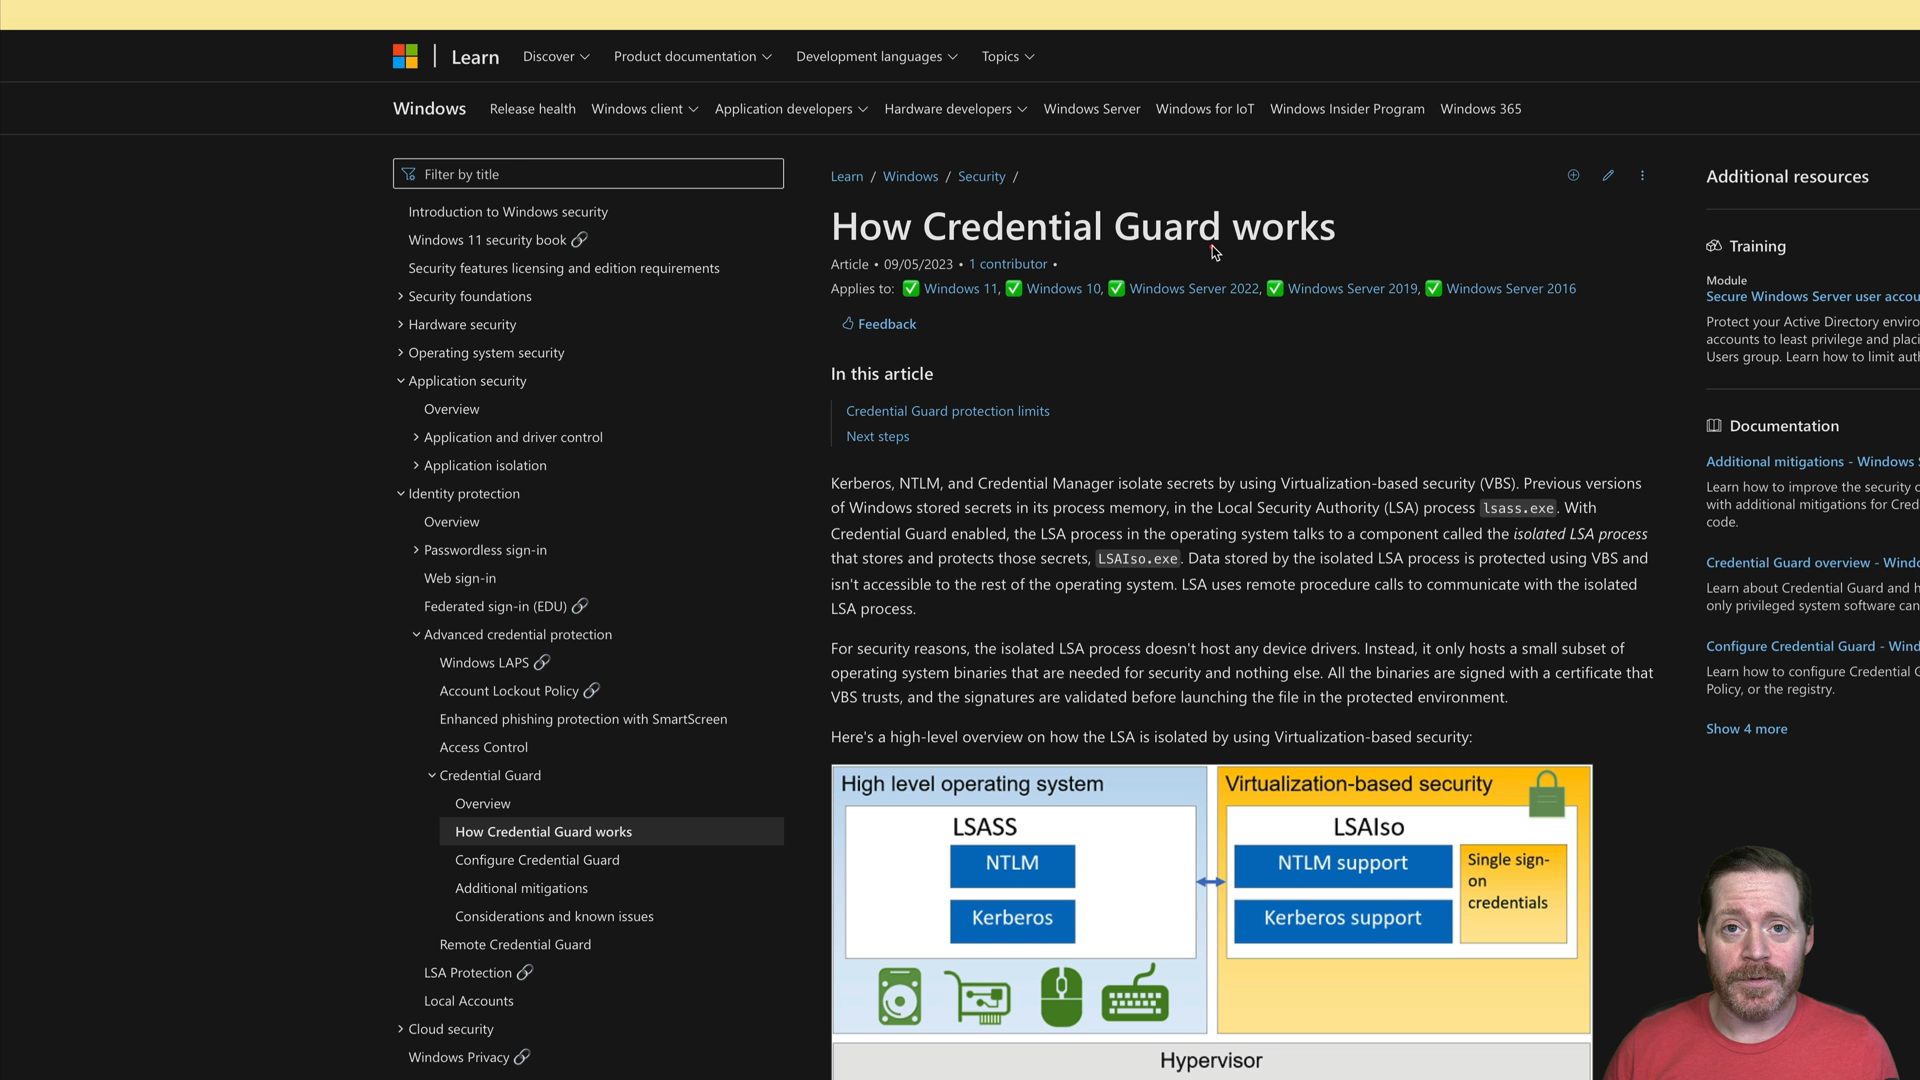 Learn
Discover
Product documentation
Development languages
Topics
Windows
Release health
Windows client
Application developers
Hardware developers
Windows Server
Windows for IoT
Windows Insider Program
Windows 365
Filter by title
Introduction to Windows security
Windows 11 security book
Security features licensing and edition requirements
Security foundations
Hardware security
Operating system security
Application security
Overview
Application and driver control
Application isolation
Identity protection
Overview
Passwordless sign-in
Web sign-in
Federated sign-in (EDU)
Advanced credential protection
Windows LAPS
Account Lockout Policy
Enhanced phishing protection with SmartScreen
Access Control
Credential Guard
Overview
How Credential Guard works
Configure Credential Guard
Additional mitigations
Considerations and known issues
Remote Credential Guard
LSA Protection
Local Accounts
Cloud security
Windows Privacy
Learn / Windows / Security /
How Credential Guard works
Article • 09/05/2023 • 1 contributor •
Applies to: ✅ Windows 11, ✅ Windows 10, ✅ Windows Server 2022, ✅ Windows Server 2019, ✅ Windows Server 2016
Feedback
In this article
Credential Guard protection limits
Next steps
Kerberos, NTLM, and Credential Manager isolate secrets by using Virtualization-based security (VBS). Previous versions
of Windows stored secrets in its process memory, in the Local Security Authority (LSA) process lsass.exe. With
Credential Guard enabled, the LSA process in the operating system talks to a component called the isolated LSA process
that stores and protects those secrets, LSAIso.exe. Data stored by the isolated LSA process is protected using VBS and
isn't accessible to the rest of the operating system. LSA uses remote procedure calls to communicate with the isolated
LSA process.
For security reasons, the isolated LSA process doesn't host any device drivers. Instead, it only hosts a small subset of
operating system binaries that are needed for security and nothing else. All the binaries are signed with a certificate that
VBS trusts, and the signatures are validated before launching the file in the protected environment.
Here's a high-level overview on how the LSA is isolated by using Virtualization-based security:
High level operating system
LSASS
NTLM
Kerberos
Virtualization-based security
LSAIso
NTLM support
Kerberos support
Single sign-
on
credentials
Hypervisor
Additional resources
Training
Module
Secure Windows Server user accou
Protect your Active Directory enviro
accounts to least privilege and placi
Users group. Learn how to limit auth
Documentation
Additional mitigations - Windows S
Learn how to improve the security o
with additional mitigations for Cred
code.
Credential Guard overview - Windo
Learn about Credential Guard and h
only privileged system software can
Configure Credential Guard - Wind
Learn how to configure Credential G
Policy, or the registry.
Show 4 more